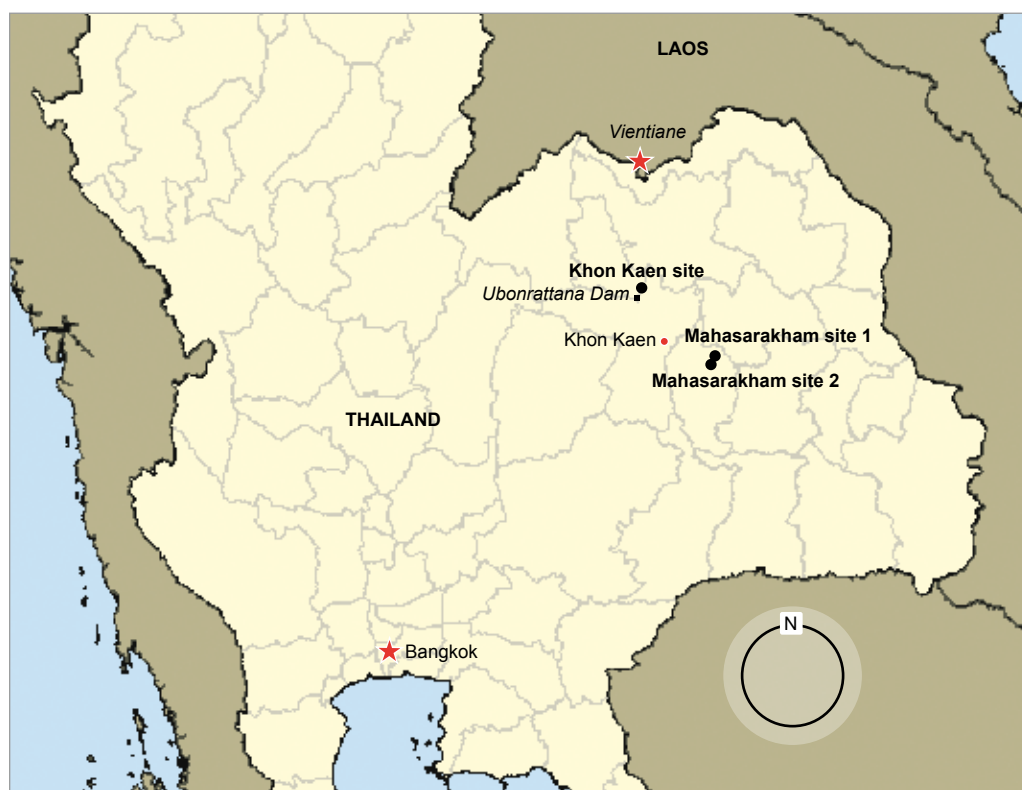 LAOS
Vientiane
Khon Kaen site
Ubonrattana Dam
Khon Kaen
Mahasarakham site 1
Mahasarakham site 2
THAILAND
N
Bangkok